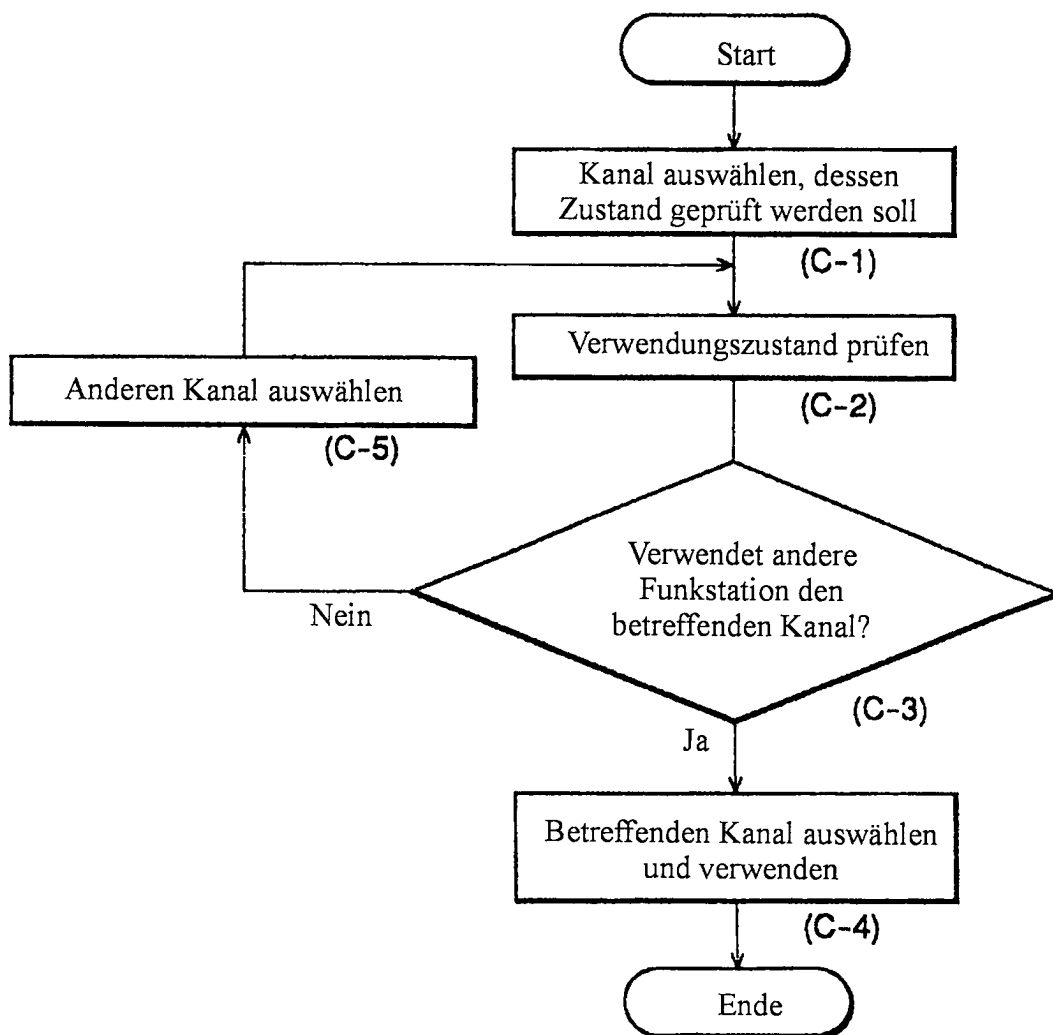 Start
Kanal auswählen, dessen
Zustand geprüft werden soll
(C-1)
Verwendungszustand prüfen
(C-2)
Anderen Kanal auswählen
(C-5)
Verwendet andere
Funkstation den
betreffenden Kanal?
(C-3)
Nein
Ja
Betreffenden Kanal auswählen
und verwenden
(C-4)
Ende